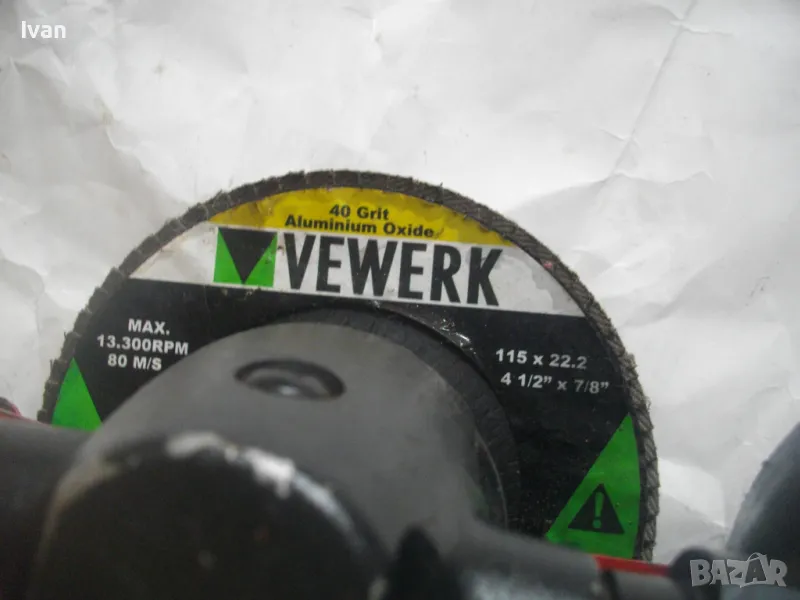 Ivan
40 Grit
Aluminium Oxide
VEWERK
MAX.
13.300RPM
80 M/S
115 x 22.2
4 1/2" x 7/8"
BAZAR